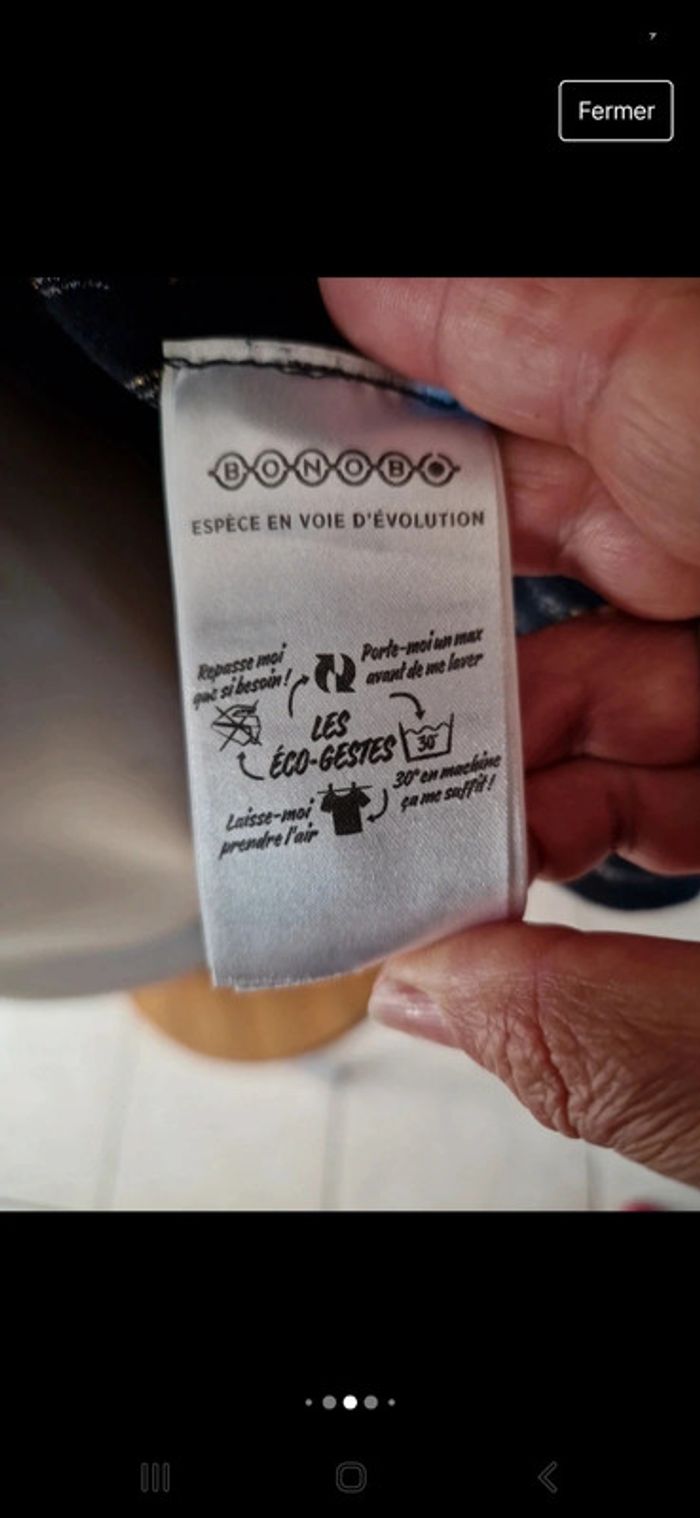 Fermer
BONOBO
ESPÈCE EN VOIE D'ÉVOLUTION
Repasse moi
que si besoin !
Porte-moi un max
avant de me laver
LES
ÉCO-GESTES
30°
30° en machine
ça me suffit !
Laisse-moi
prendre l'air